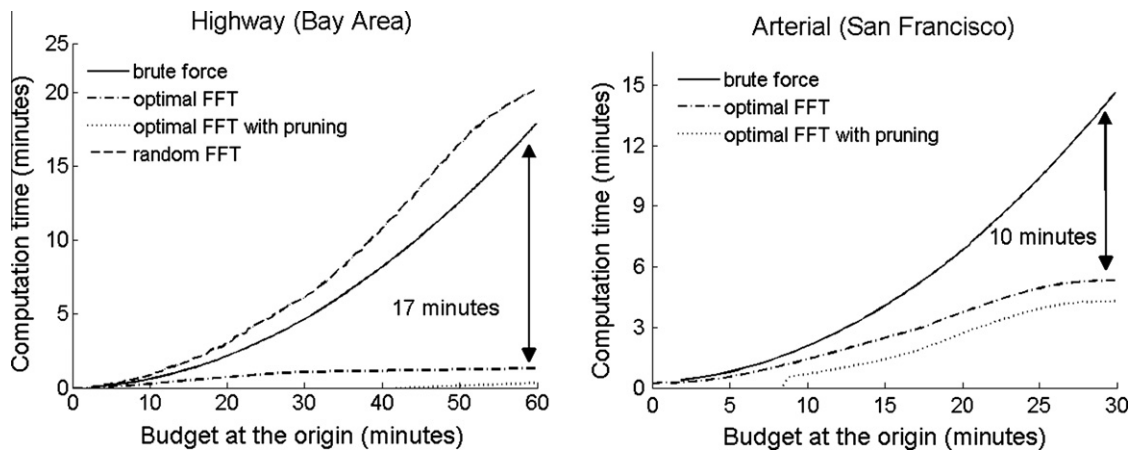 Highway (Bay Area)
Computation time (minutes)
25
20
15
10
5
0
brute force
optimal FFT
optimal FFT with pruning
random FFT
17 minutes
0
10
20
30
40
50
60
Budget at the origin (minutes)
Arterial (San Francisco)
Computation time (minutes)
15
12
9
6
3
0
brute force
optimal FFT
optimal FFT with pruning
10 minutes
0
5
10
15
20
25
30
Budget at the origin (minutes)